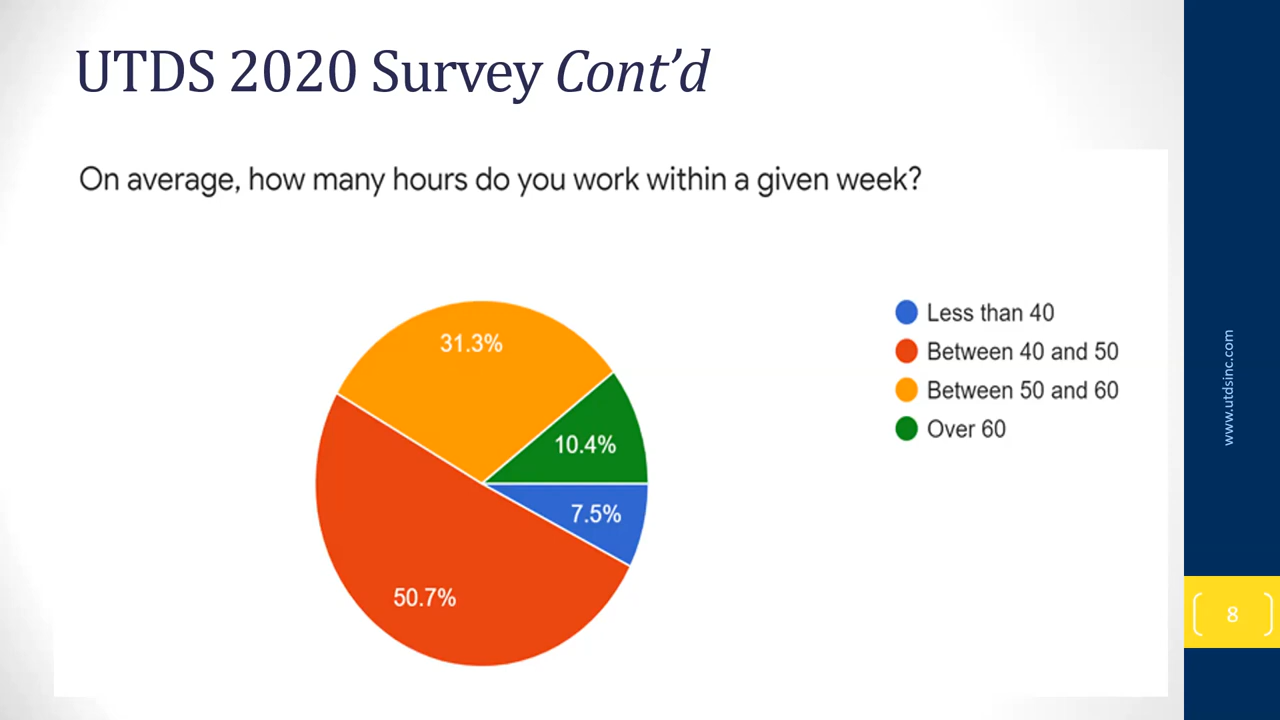 UTDS 2020 Survey Cont’d
On average, how many hours do you work within a given week?
31.3%
10.4%
7.5%
50.7%
Less than 40
Between 40 and 50
Between 50 and 60
Over 60
www.utdsinc.com
8